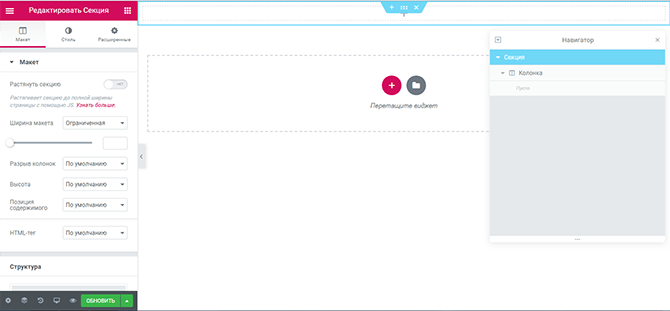 Редактировать Секция
Макет
Стиль
Расширенные
Макет
Растянуть секцию
НЕТ
Растягивает секцию до полной ширины
страницы с помощью JS. Узнать больше.
Ширина макета
Ограниченная
Разрыв колонок
По умолчанию
Высота
По умолчанию
Позиция
содержимого
По умолчанию
HTML-тег
По умолчанию
Структура
ОБНОВИТЬ
Перетащите виджет
Навигатор
Секция
Колонка
Пусто